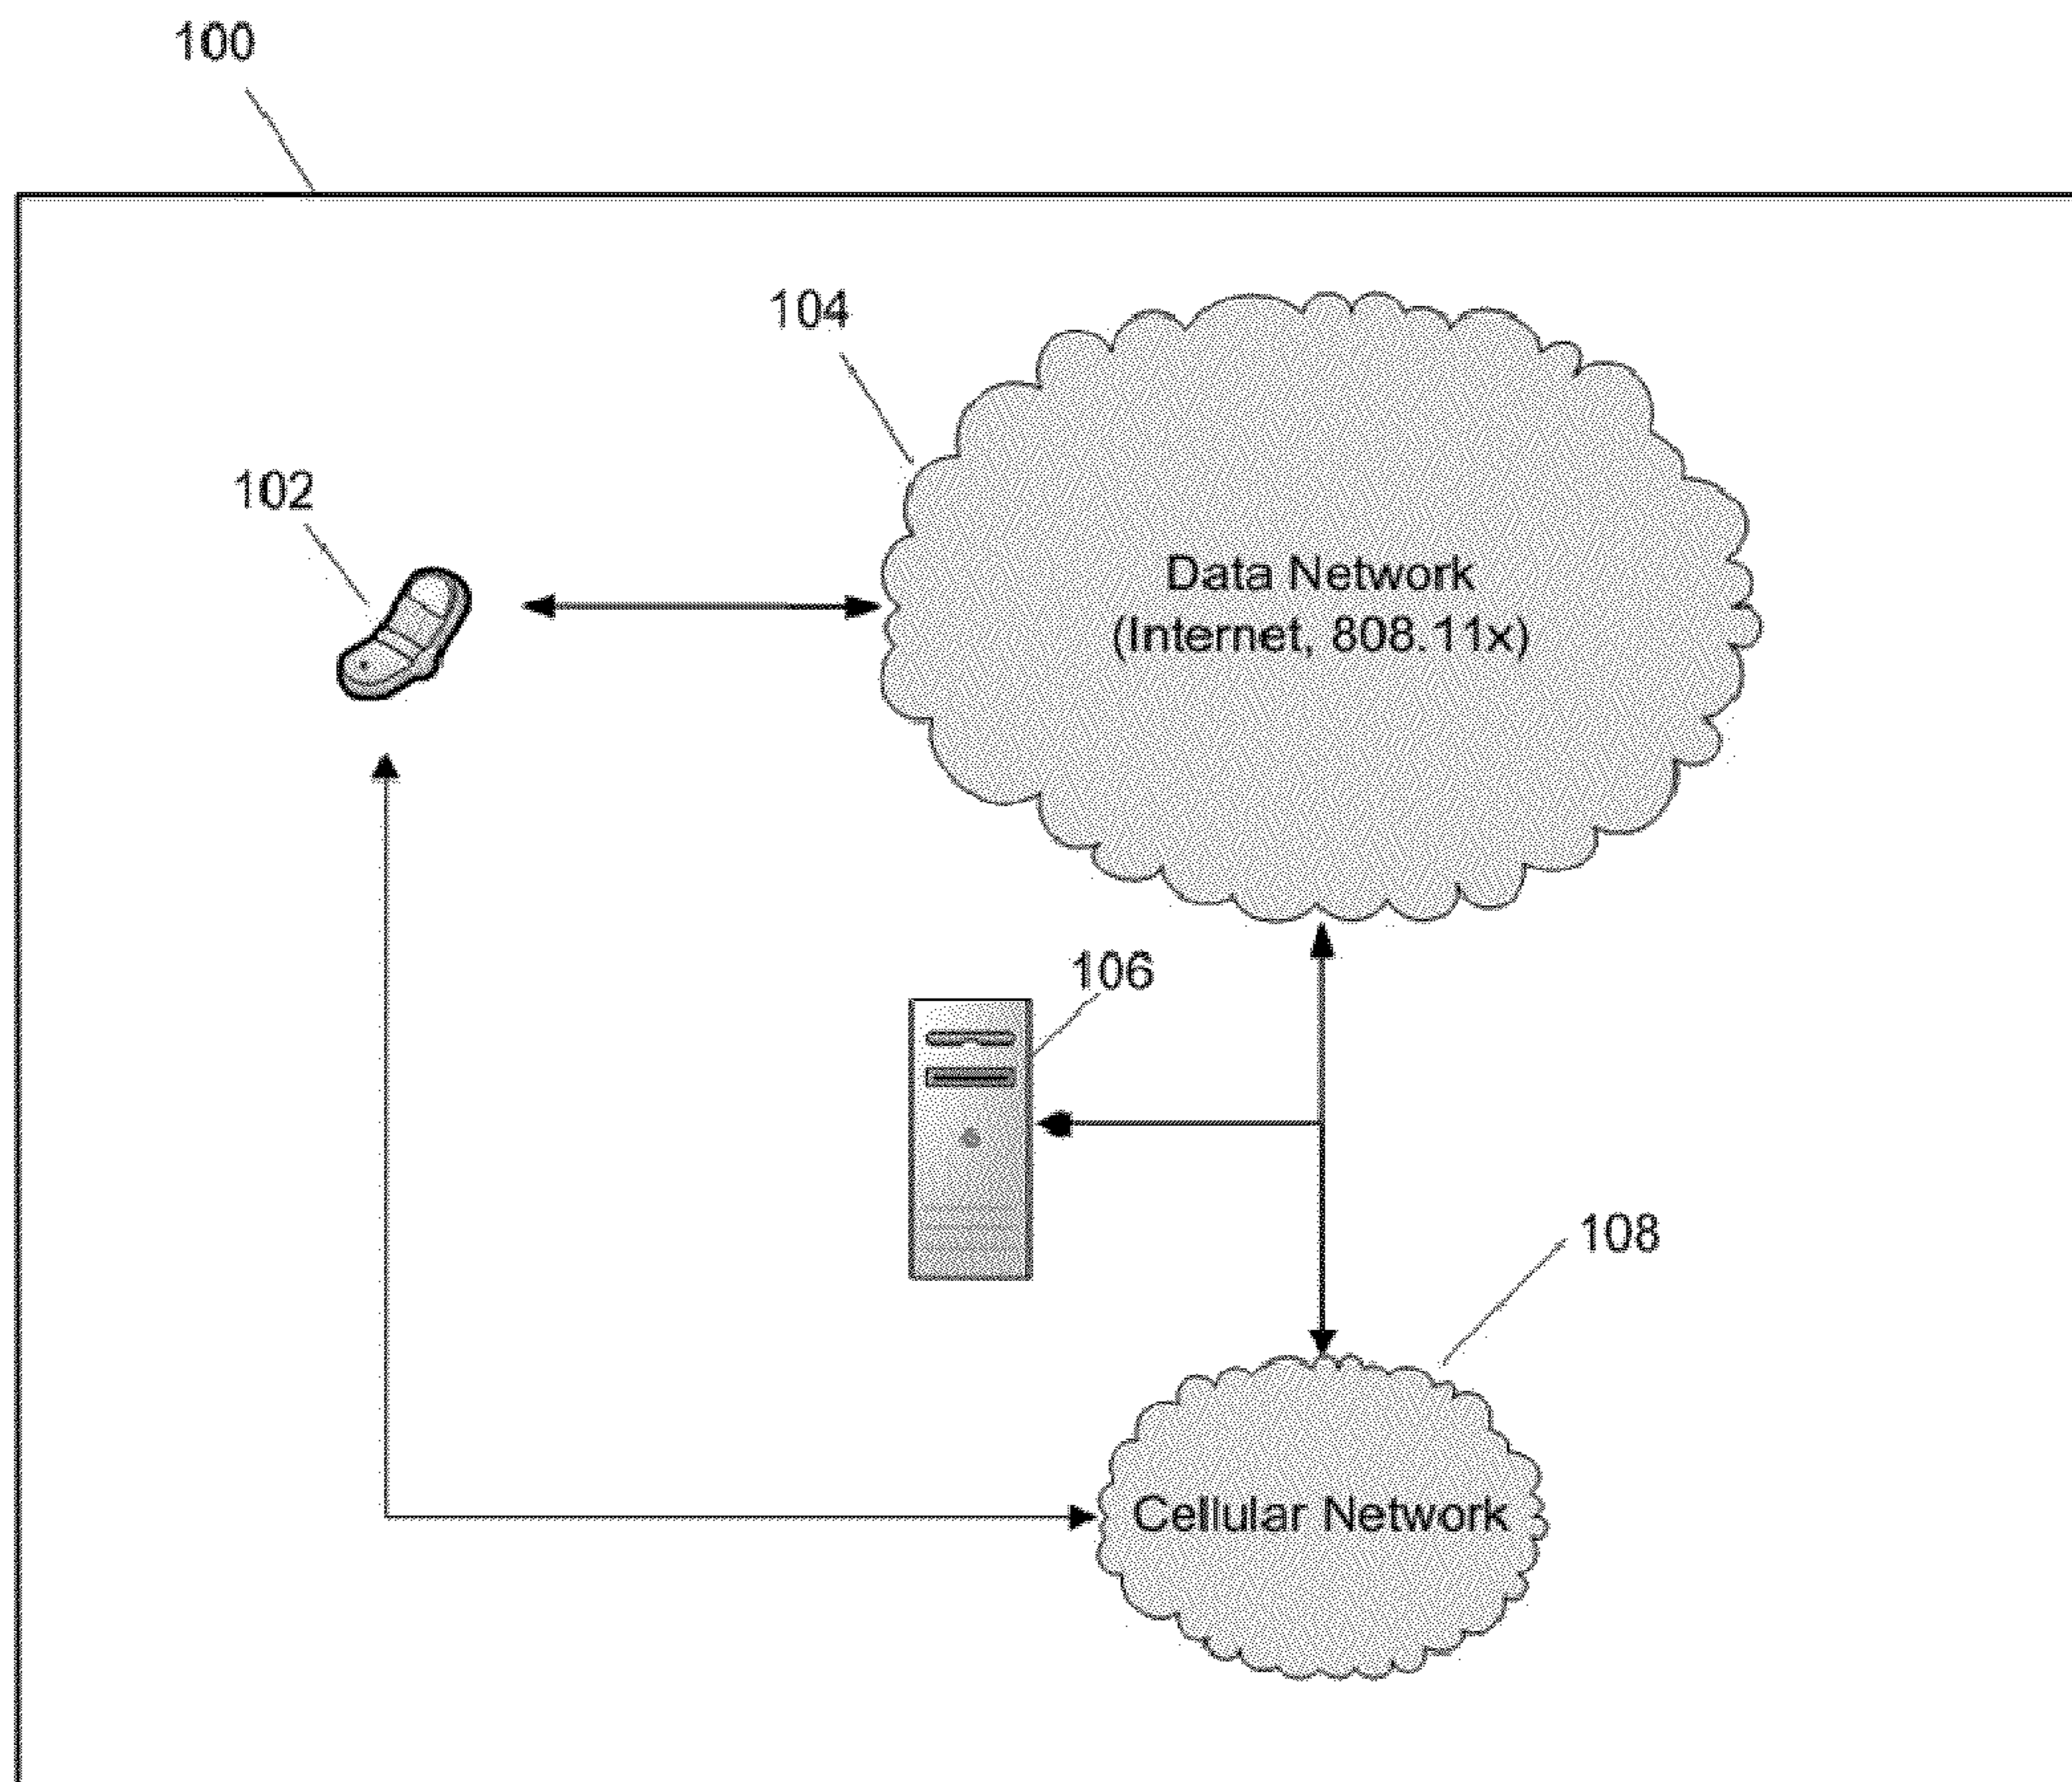 100
104
102
Data Network
(Internet, 808.11x)
106
108
Cellular Network